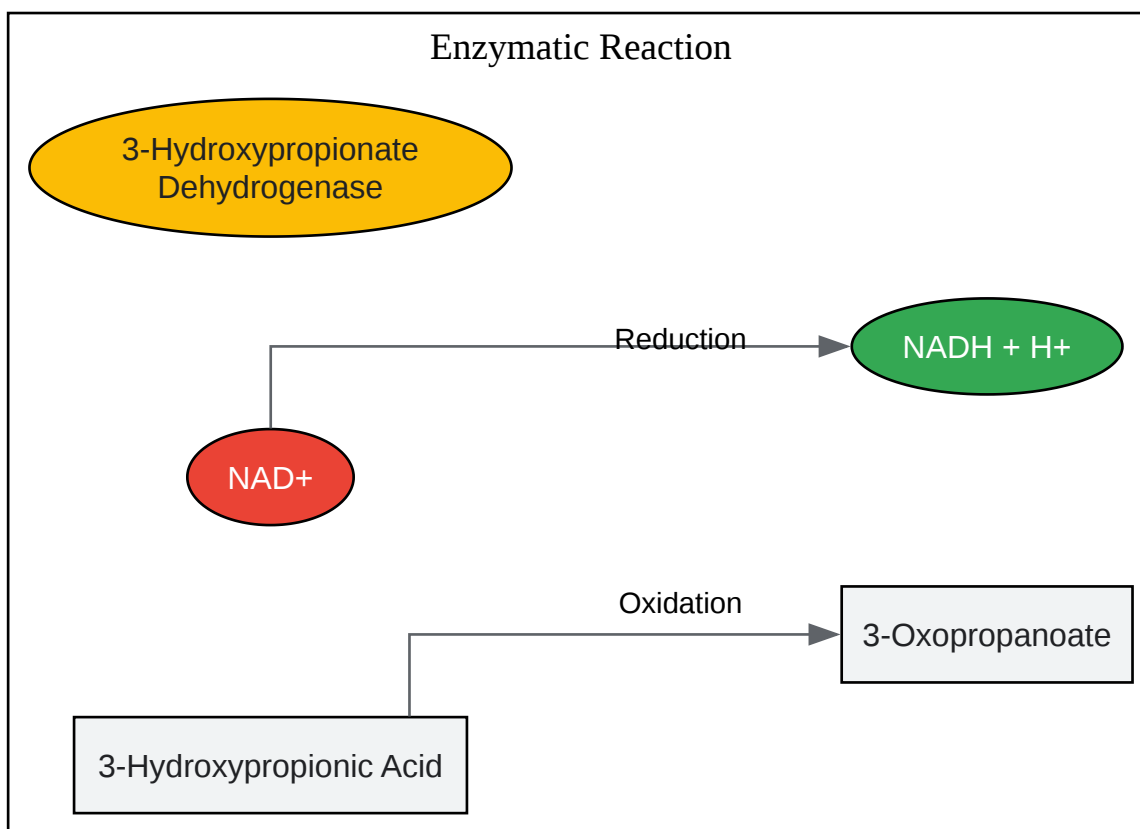 Enzymatic Reaction
3-Hydroxypropionate
Dehydrogenase
Reduction
NADH + H+
NAD+
Oxidation
3-Oxopropanoate
3-Hydroxypropionic Acid